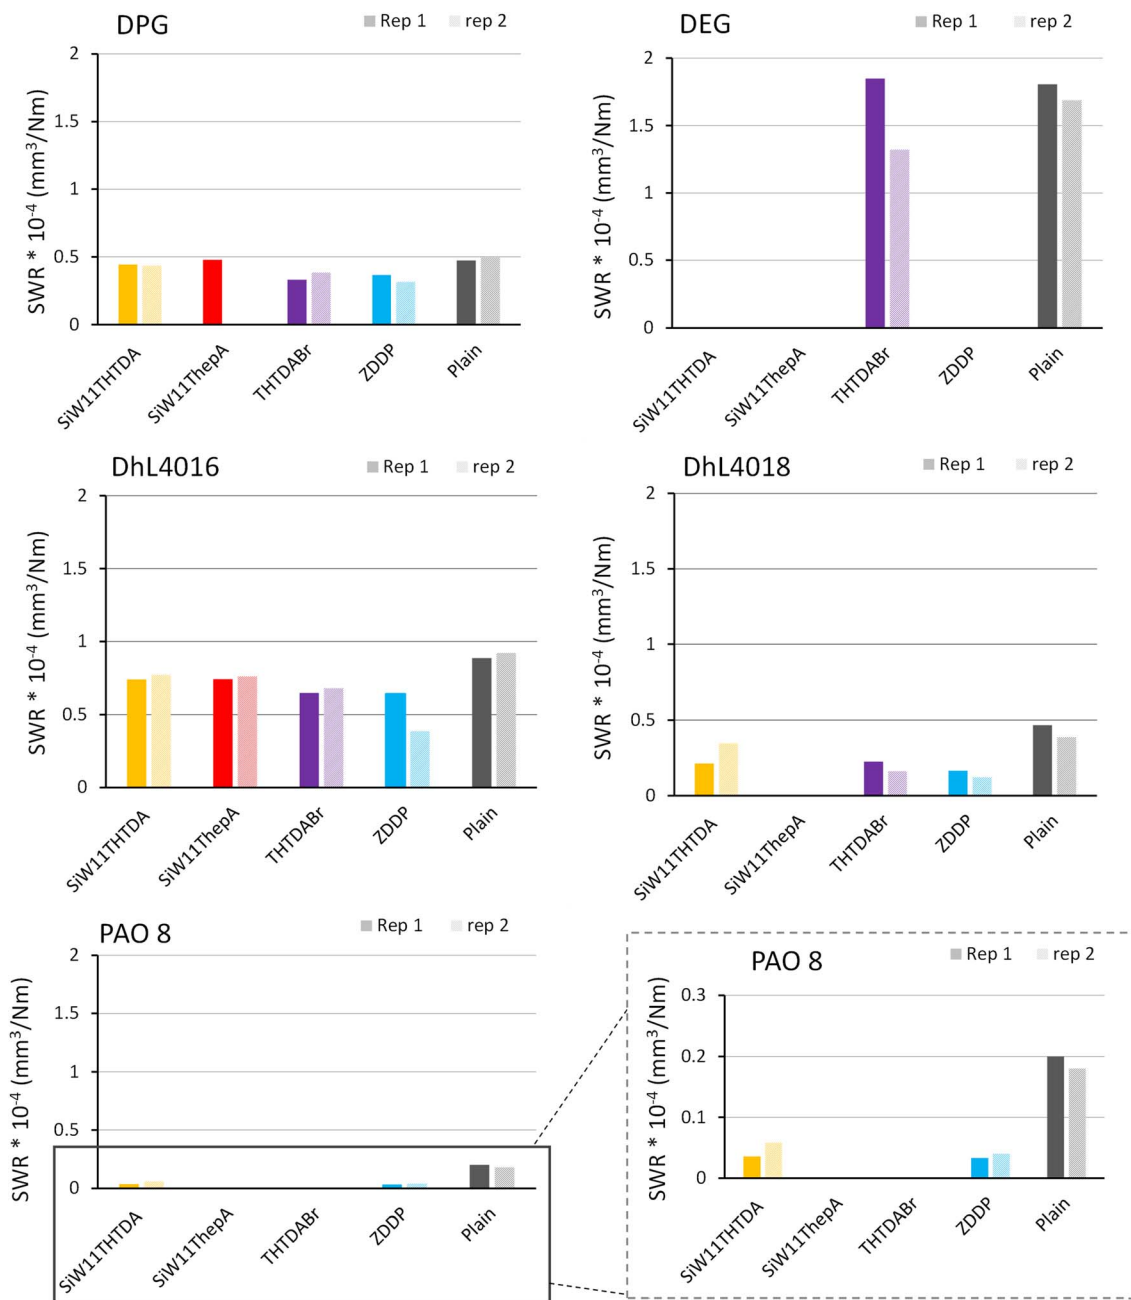 DPG
Rep 1 rep 2
SWR * 10-4 (mm3/Nm)
2
1.5
1
0.5
0
SiW11THTDA
SiW11ThepA
THTDABr
ZDDP
Plain
DEG
Rep 1 rep 2
SWR * 10-4 (mm3/Nm)
2
1.5
1
0.5
0
SiW11THTDA
SiW11ThepA
THTDABr
ZDDP
Plain
DhL4016
Rep 1 rep 2
SWR * 10-4 (mm3/Nm)
2
1.5
1
0.5
0
SiW11THTDA
SiW11ThepA
THTDABr
ZDDP
Plain
DhL4018
Rep 1 rep 2
SWR * 10-4 (mm3/Nm)
2
1.5
1
0.5
0
SiW11THTDA
SiW11ThepA
THTDABr
ZDDP
Plain
PAO 8
Rep 1 rep 2
SWR * 10-4 (mm3/Nm)
2
1.5
1
0.5
0
SiW11THTDA
SiW11ThepA
THTDABr
ZDDP
Plain
PAO 8
Rep 1 rep 2
SWR * 10-4 (mm3/Nm)
0.3
0.2
0.1
0
SiW11THTDA
SiW11ThepA
THTDABr
ZDDP
Plain